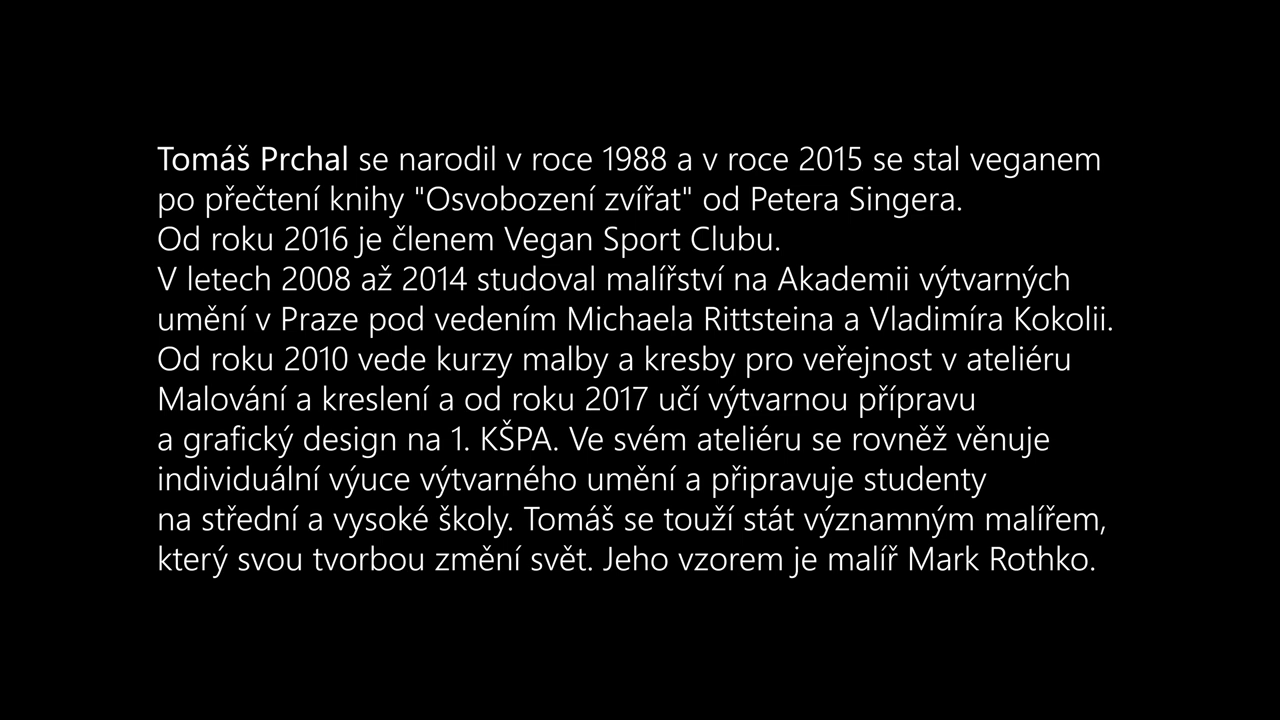 Tomáš Prchal se narodil v roce 1988 a v roce 2015 se stal veganem
po přečtení knihy "Osvobození zvířat" od Petera Singera.
Od roku 2016 je členem Vegan Sport Clubu.
V letech 2008 až 2014 studoval malířství na Akademii výtvarných
umění v Praze pod vedením Michaela Rittsteina a Vladimíra Kokolii.
Od roku 2010 vede kurzy malby a kresby pro veřejnost v ateliéru
Malování a kreslení a od roku 2017 učí výtvarnou přípravu
a grafický design na 1. KŠPA. Ve svém ateliéru se rovněž věnuje
individuální výuce výtvarného umění a připravuje studenty
na střední a vysoké školy. Tomáš se touží stát významným malířem,
který svou tvorbou změní svět. Jeho vzorem je malíř Mark Rothko.